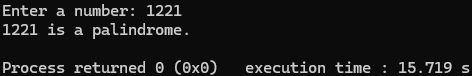 Enter a number: 1221
1221 is a palindrome.
Process returned 0 (0x0)   execution time : 15.719 s